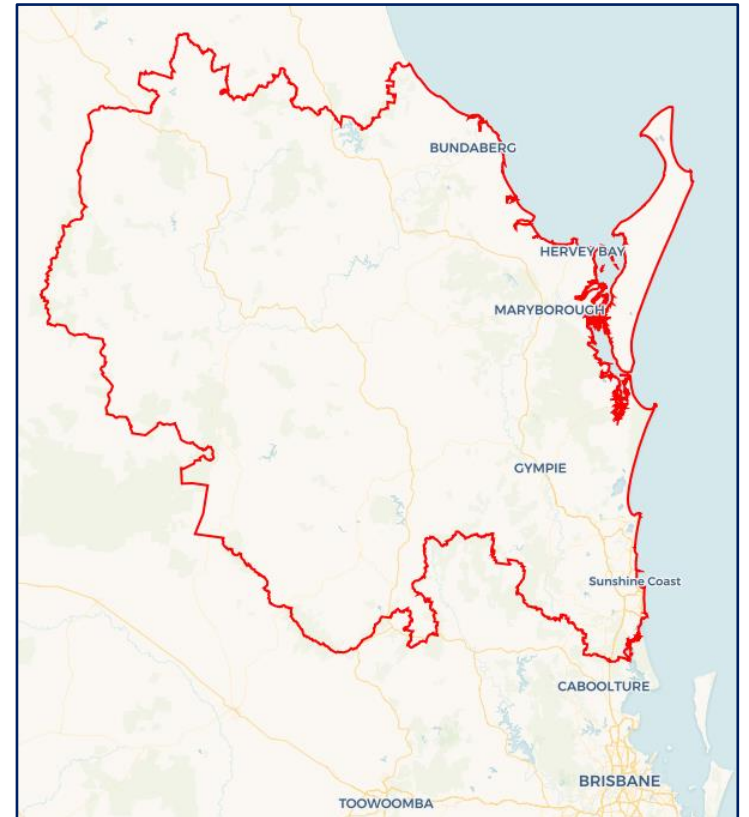 BUNDABERG
HERVEY BAY
MARYBOROUGH
GYMPIE
Sunshine Coast
CABOOLTURE
BRISBANE
TOOWOOMBA